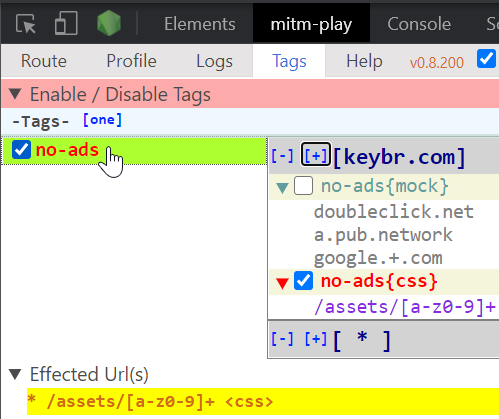 Elements mitm-play Console
Route Profile Logs Tags Help v0.8.200
Enable / Disable Tags
-Tags- [one]
no-ads
[-] [+] [keybr.com]
no-ads{mock}
doubleclick.net
a.pub.network
google.+.com
no-ads{css}
/assets/[a-z0-9]+
[-] [+] [ * ]
Effected Url(s)
* /assets/[a-z0-9]+ <css>